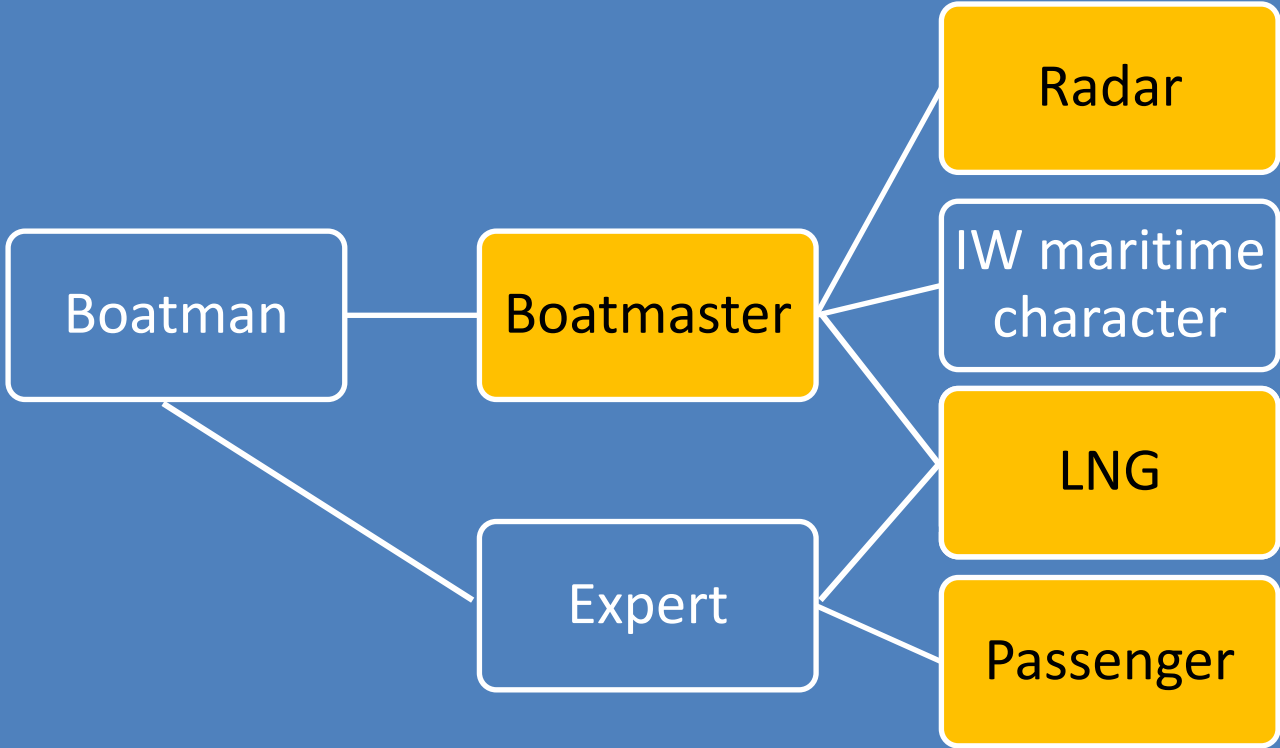 Boatman
Boatmaster
Expert
Radar
IW maritime
character
LNG
Passenger